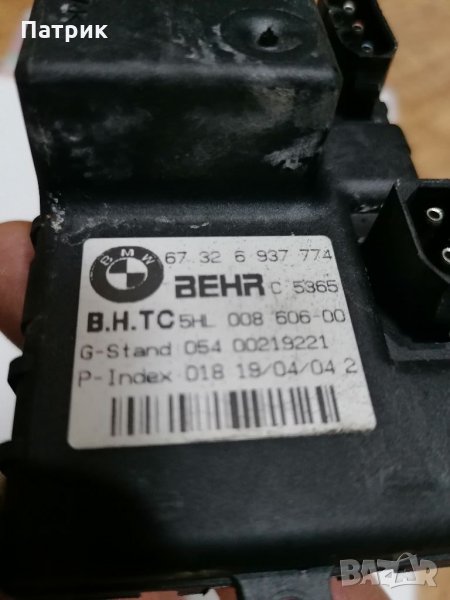 Патрик
BMW
67 32 6 937 774
BEHR C 5365
B.H.TC 5HL 008 606-00
G-Stand 054 00219221
P-Index 018 19/04/04 2
bazar